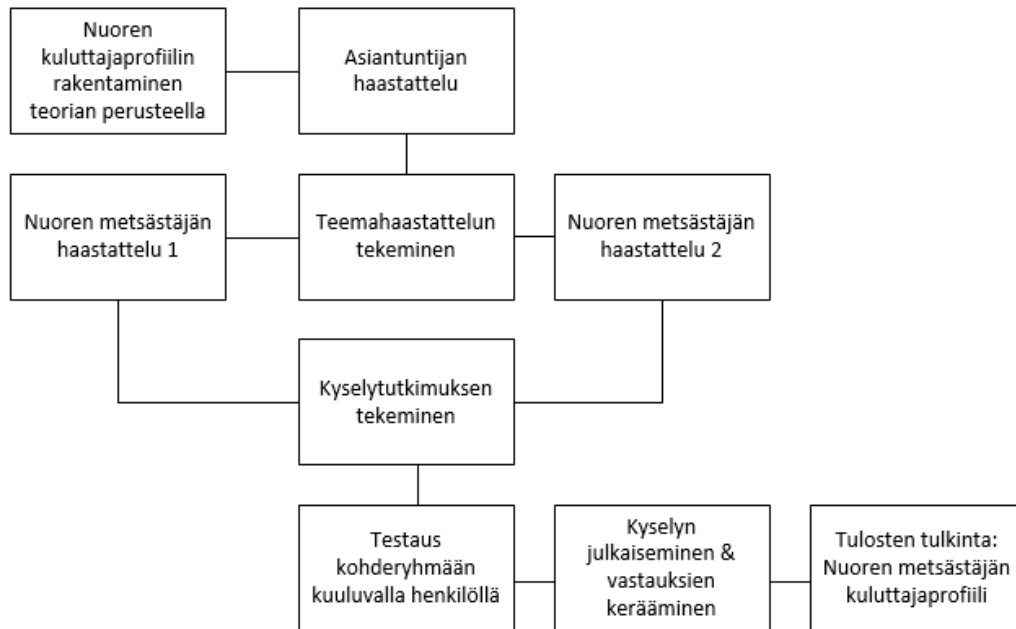 Nuoren
kuluttajaprofiilin
rakentaminen
teorian perusteella
Asiantuntijan
haastattelu
Nuoren metsästäjän
haastattelu 1
Teemahaastattelun
tekeminen
Nuoren metsästäjän
haastattelu 2
Kyselytutkimuksen
tekeminen
Testaus
kohderyhmään
kuuluvalla henkilöllä
Kyselyn
julkaiseminen &
vastauksien
kerääminen
Tulosten tulkinta:
Nuoren metsästäjän
kuluttajaprofiili